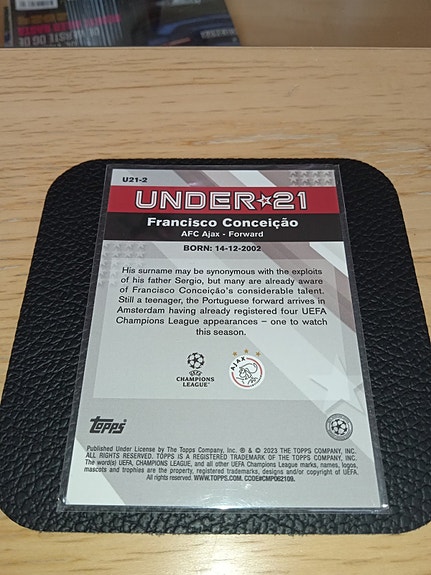 U21-2
UNDER★21
Francisco Conceição
AFC Ajax - Forward
BORN: 14-12-2002
His surname may be synonymous with the exploits
of his father Sergio, but many are already aware
of Francisco Conceição's considerable talent.
Still a teenager, the Portuguese forward arrives in
Amsterdam having already registered four UEFA
Champions League appearances – one to watch
this season.
UEFA
CHAMPIONS
LEAGUE
AJAX
Topps
Published Under License by The Topps Company, Inc. ® & © 2023 THE TOPPS COMPANY, INC.
ALL RIGHTS RESERVED. TOPPS IS A REGISTERED TRADEMARK OF THE TOPPS COMPANY, INC.
The word(s) UEFA, CHAMPIONS LEAGUE, and all other UEFA Champions League marks, names, logos,
mascots and trophies are the property, registered trademarks, designs and/or copyright of UEFA.
All rights reserved. WWW.TOPPS.COM. CODE#CMP062109.